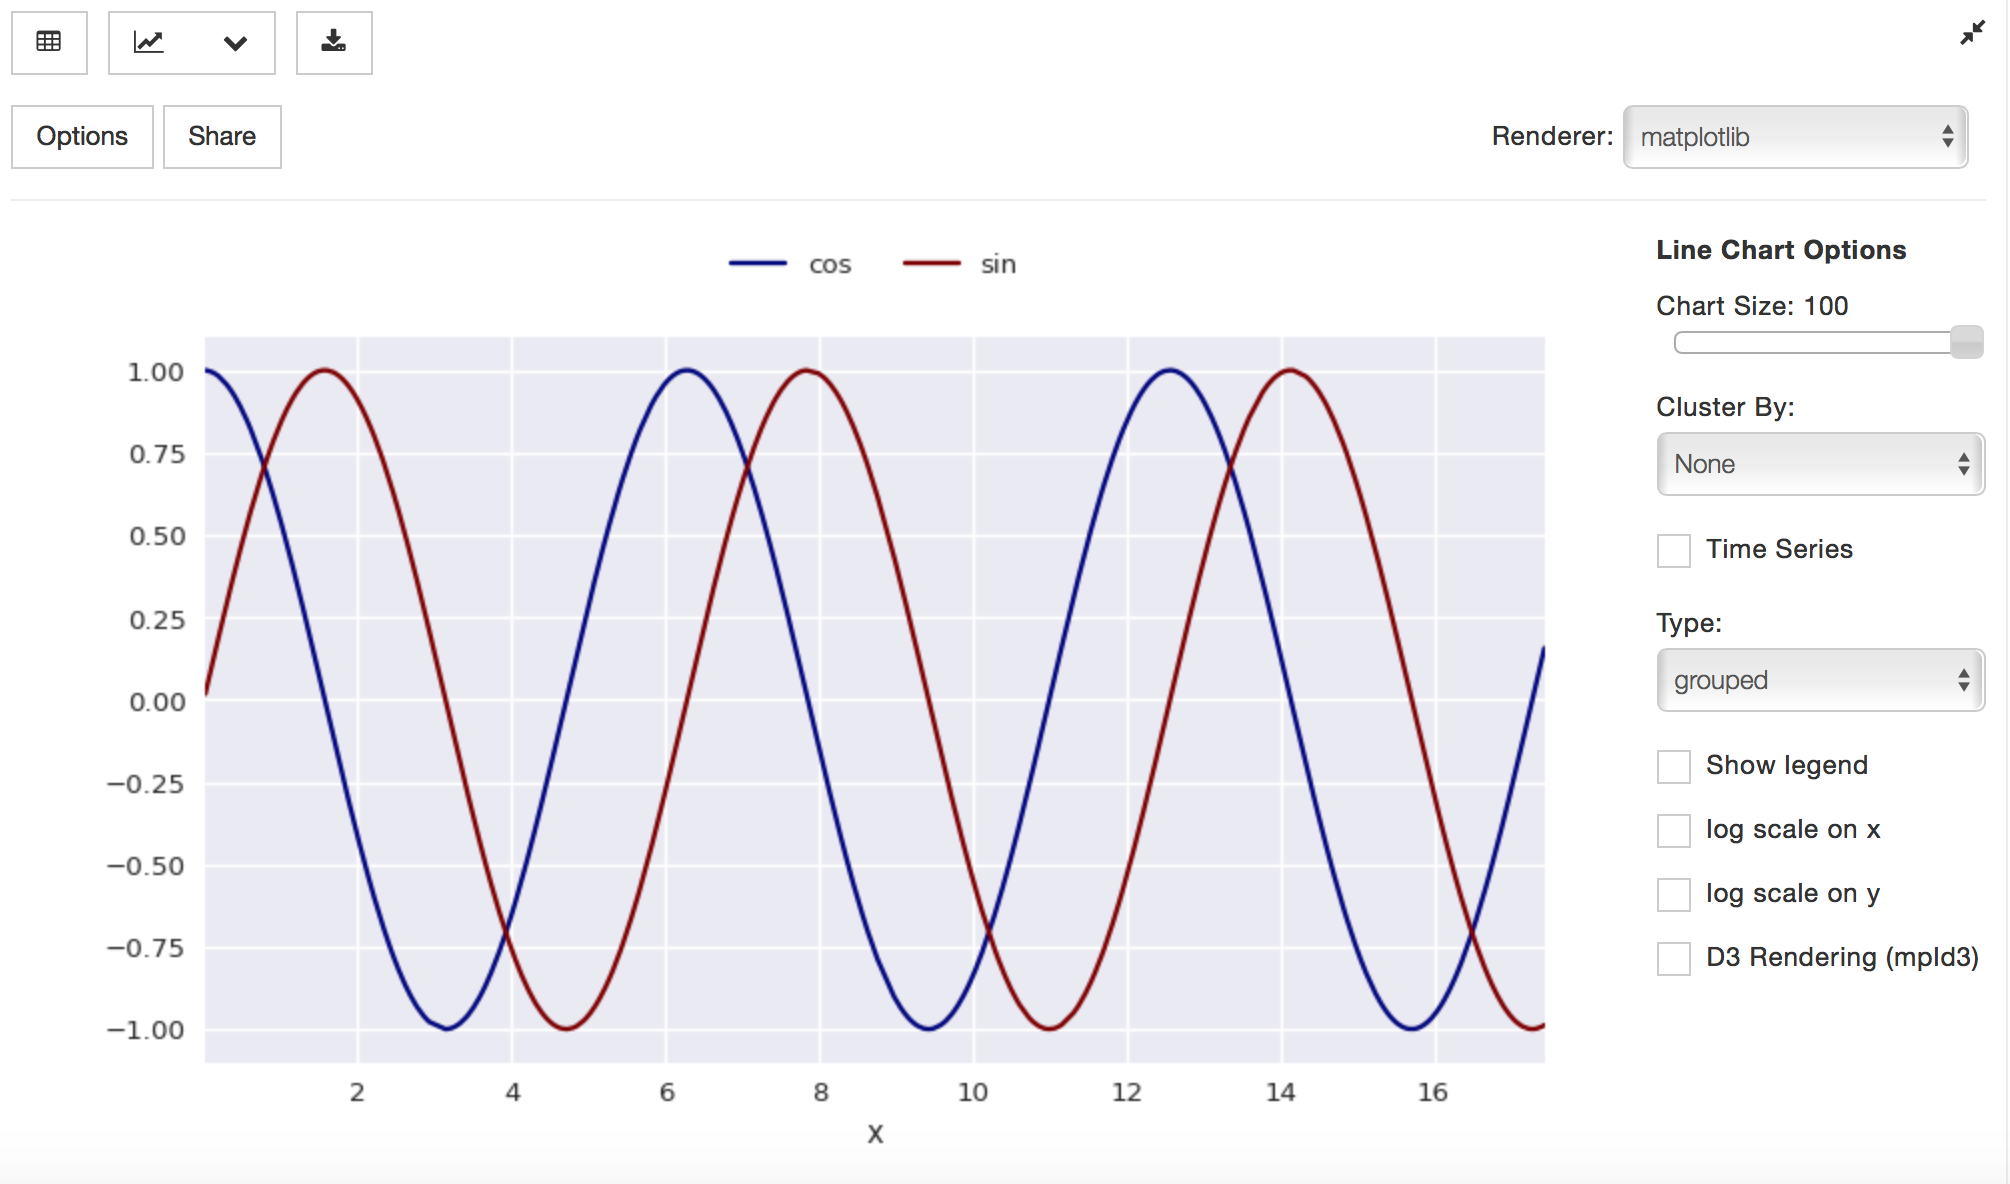 Options Share Renderer: matplotlib
cos sin
Line Chart Options
Chart Size: 100
Cluster By:
None
Time Series
Type:
grouped
Show legend
log scale on x
log scale on y
D3 Rendering (mpld3)
1.00
0.75
0.50
0.25
0.00
−0.25
−0.50
−0.75
−1.00
2 4 6 8 10 12 14 16
x